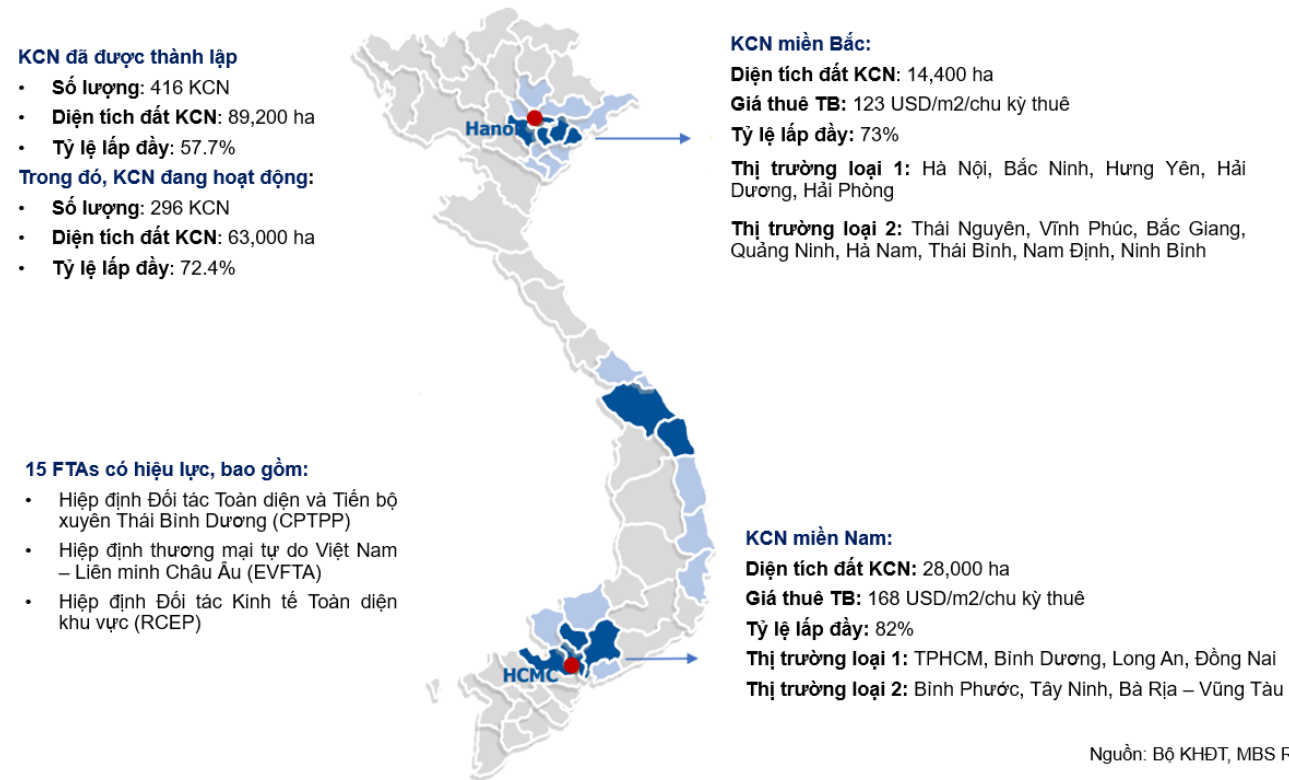 KCN đã được thành lập
• Số lượng: 416 KCN
• Diện tích đất KCN: 89,200 ha
• Tỷ lệ lấp đầy: 57.7%
Trong đó, KCN đang hoạt động:
• Số lượng: 296 KCN
• Diện tích đất KCN: 63,000 ha
• Tỷ lệ lấp đầy: 72.4%
Hanoi
KCN miền Bắc:
Diện tích đất KCN: 14,400 ha
Giá thuê TB: 123 USD/m2/chu kỳ thuê
Tỷ lệ lấp đầy: 73%
Thị trường loại 1: Hà Nội, Bắc Ninh, Hưng Yên, Hải
Dương, Hải Phòng
Thị trường loại 2: Thái Nguyên, Vĩnh Phúc, Bắc Giang,
Quảng Ninh, Hà Nam, Thái Bình, Nam Định, Ninh Bình
15 FTAs có hiệu lực, bao gồm:
• Hiệp định Đối tác Toàn diện và Tiến bộ
xuyên Thái Bình Dương (CPTPP)
• Hiệp định thương mại tự do Việt Nam
– Liên minh Châu Âu (EVFTA)
• Hiệp định Đối tác Kinh tế Toàn diện
khu vực (RCEP)
HCMC
KCN miền Nam:
Diện tích đất KCN: 28,000 ha
Giá thuê TB: 168 USD/m2/chu kỳ thuê
Tỷ lệ lấp đầy: 82%
Thị trường loại 1: TPHCM, Bình Dương, Long An, Đồng Nai
Thị trường loại 2: Bình Phước, Tây Ninh, Bà Rịa – Vũng Tàu
Nguồn: Bộ KHĐT, MBS R